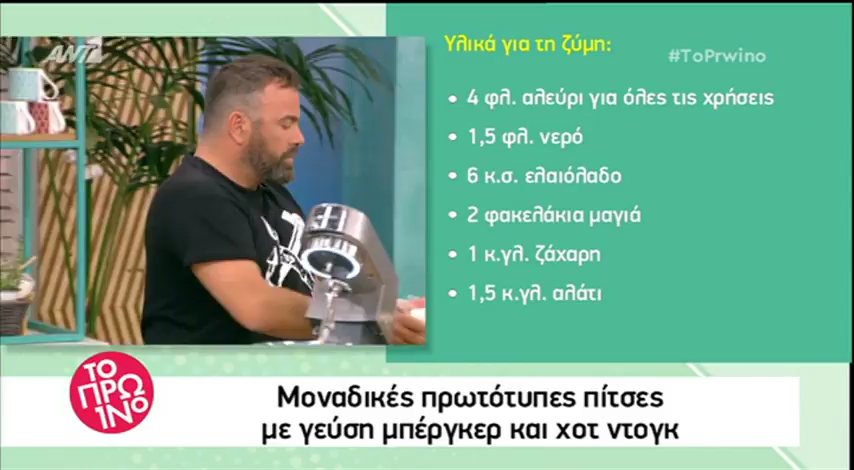 ΑΝΤ1
Υλικά για τη ζύμη:
#ToPrwino
• 4 φλ. αλεύρι για όλες τις χρήσεις
• 1,5 φλ. νερό
• 6 κ.σ. ελαιόλαδο
• 2 φακελάκια μαγιά
• 1 κ.γλ. ζάχαρη
• 1,5 κ.γλ. αλάτι
ΤΟ
ΠΡΩ
ΙΝΟ
Μοναδικές πρωτότυπες πίτσες
με γεύση μπέργκερ και χοτ ντογκ